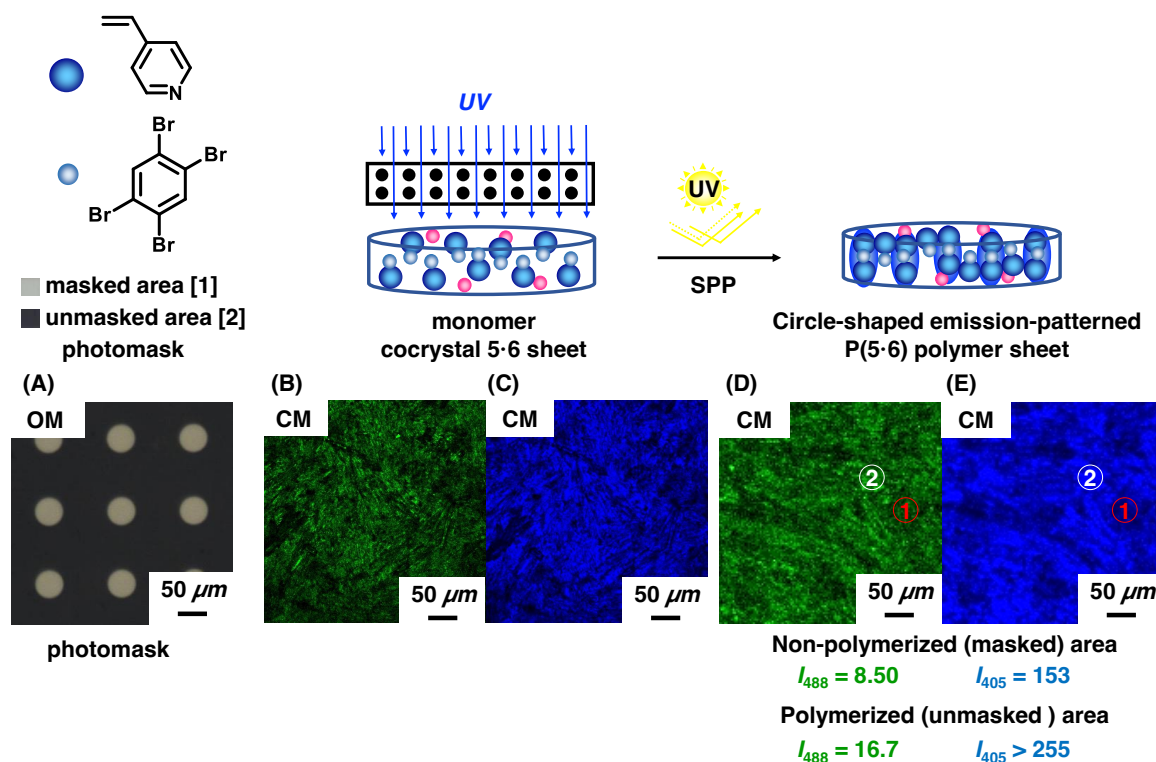 N
Br
Br
Br
Br
masked area [1]
unmasked area [2]
photomask
UV
monomer
cocrystal 5·6 sheet
UV
SPP
Circle-shaped emission-patterned
P(5·6) polymer sheet
(A)
(B)
(C)
(D)
(E)
OM
CM
CM
CM
CM
2
1
2
1
50 μm
50 μm
50 μm
50 μm
50 μm
photomask
Non-polymerized (masked) area
I488 = 8.50
I405 = 153
Polymerized (unmasked ) area
I488 = 16.7
I405 > 255